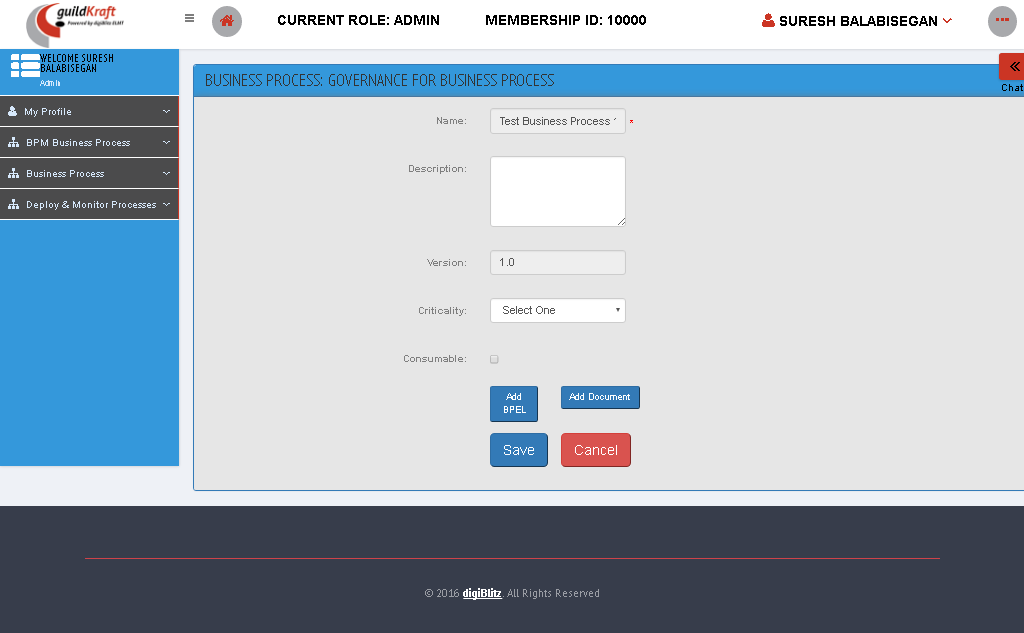 guildKraft
Powered by digiBlitz ELMT
CURRENT ROLE: ADMIN
MEMBERSHIP ID: 10000
SURESH BALABISEGAN
WELCOME SURESH
BALABISEGAN
Admin
Chat
My Profile
BPM Business Process
Business Process
Deploy & Monitor Processes
BUSINESS PROCESS: GOVERNANCE FOR BUSINESS PROCESS
Name:
Test Business Process
*
Description:
Version:
1.0
Criticality:
Select One
Consumable:
Add
BPEL
Add Document
Save
Cancel
© 2016 digiBlitz. All Rights Reserved